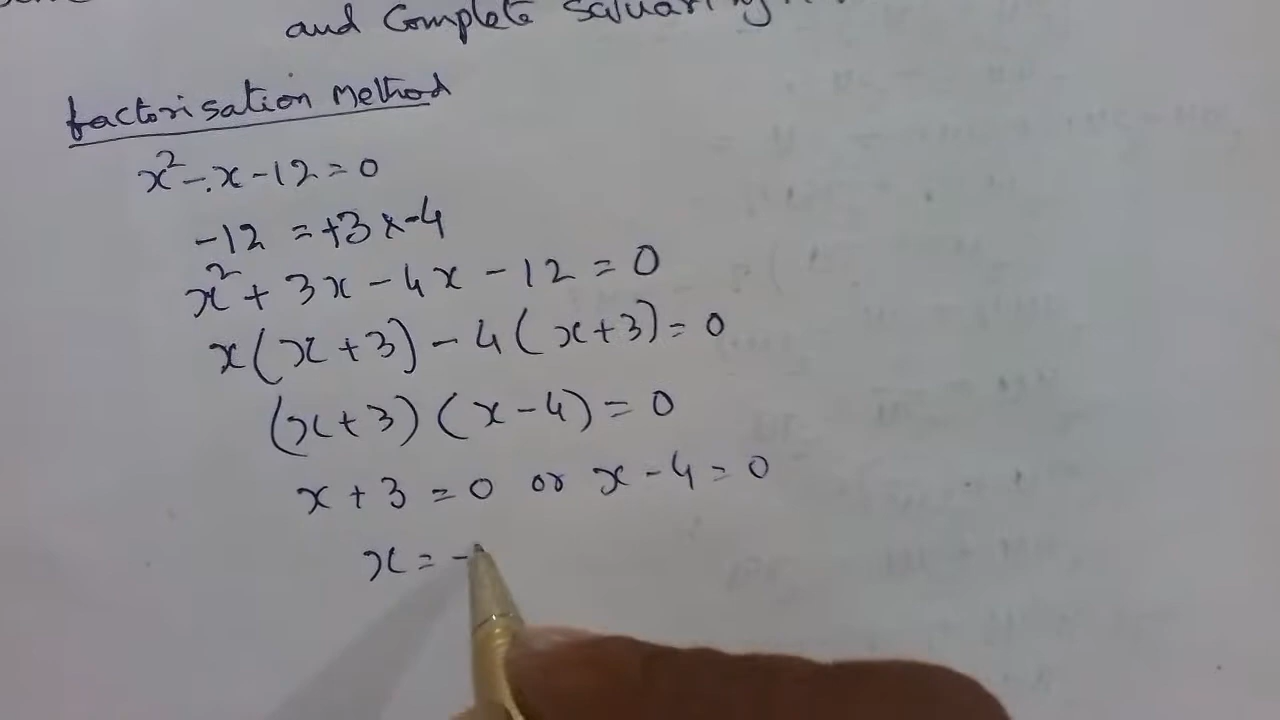 and Complete
factorisation Method
x² - x - 12 = 0
-12 = +3 x -4
x² + 3x - 4x - 12 = 0
x(x + 3) - 4(x + 3) = 0
(x + 3) (x - 4) = 0
x + 3 = 0 or x - 4 = 0
x = -